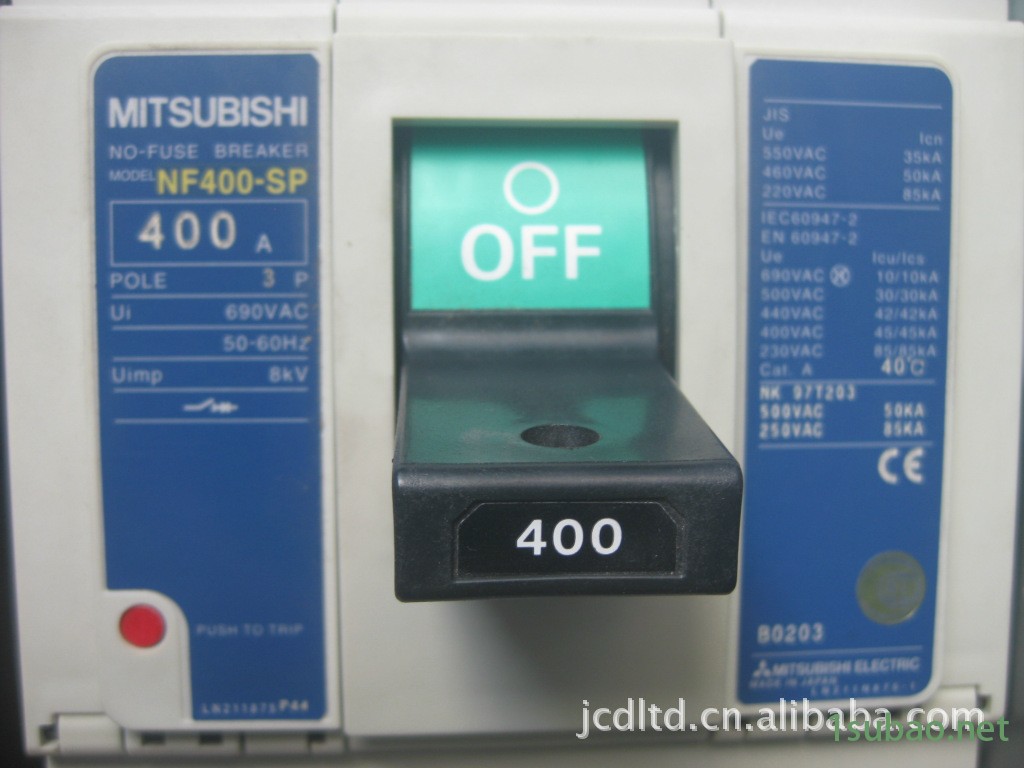 MITSUBISHI
NO-FUSE BREAKER
MODEL NF400-SP
400 A
POLE 3 P
Ui 690VAC
50-60Hz
Uimp 8kV
PUSH TO TRIP
P44
OFF
400
JIS
Ue Icn
550VAC 35kA
460VAC 50kA
220VAC 85kA
IEC60947-2
EN 60947-2
Ue Icu/Ics
690VAC 10/10kA
500VAC 30/30kA
440VAC 42/42kA
400VAC 45/45kA
230VAC 85/85kA
Cat. A 40°C
NK 97T203
500VAC 50KA
250VAC 85KA
CE
B0203
MITSUBISHI ELECTRIC
MADE IN JAPAN
jcdltd.cn.alibaba.com
1subao.net